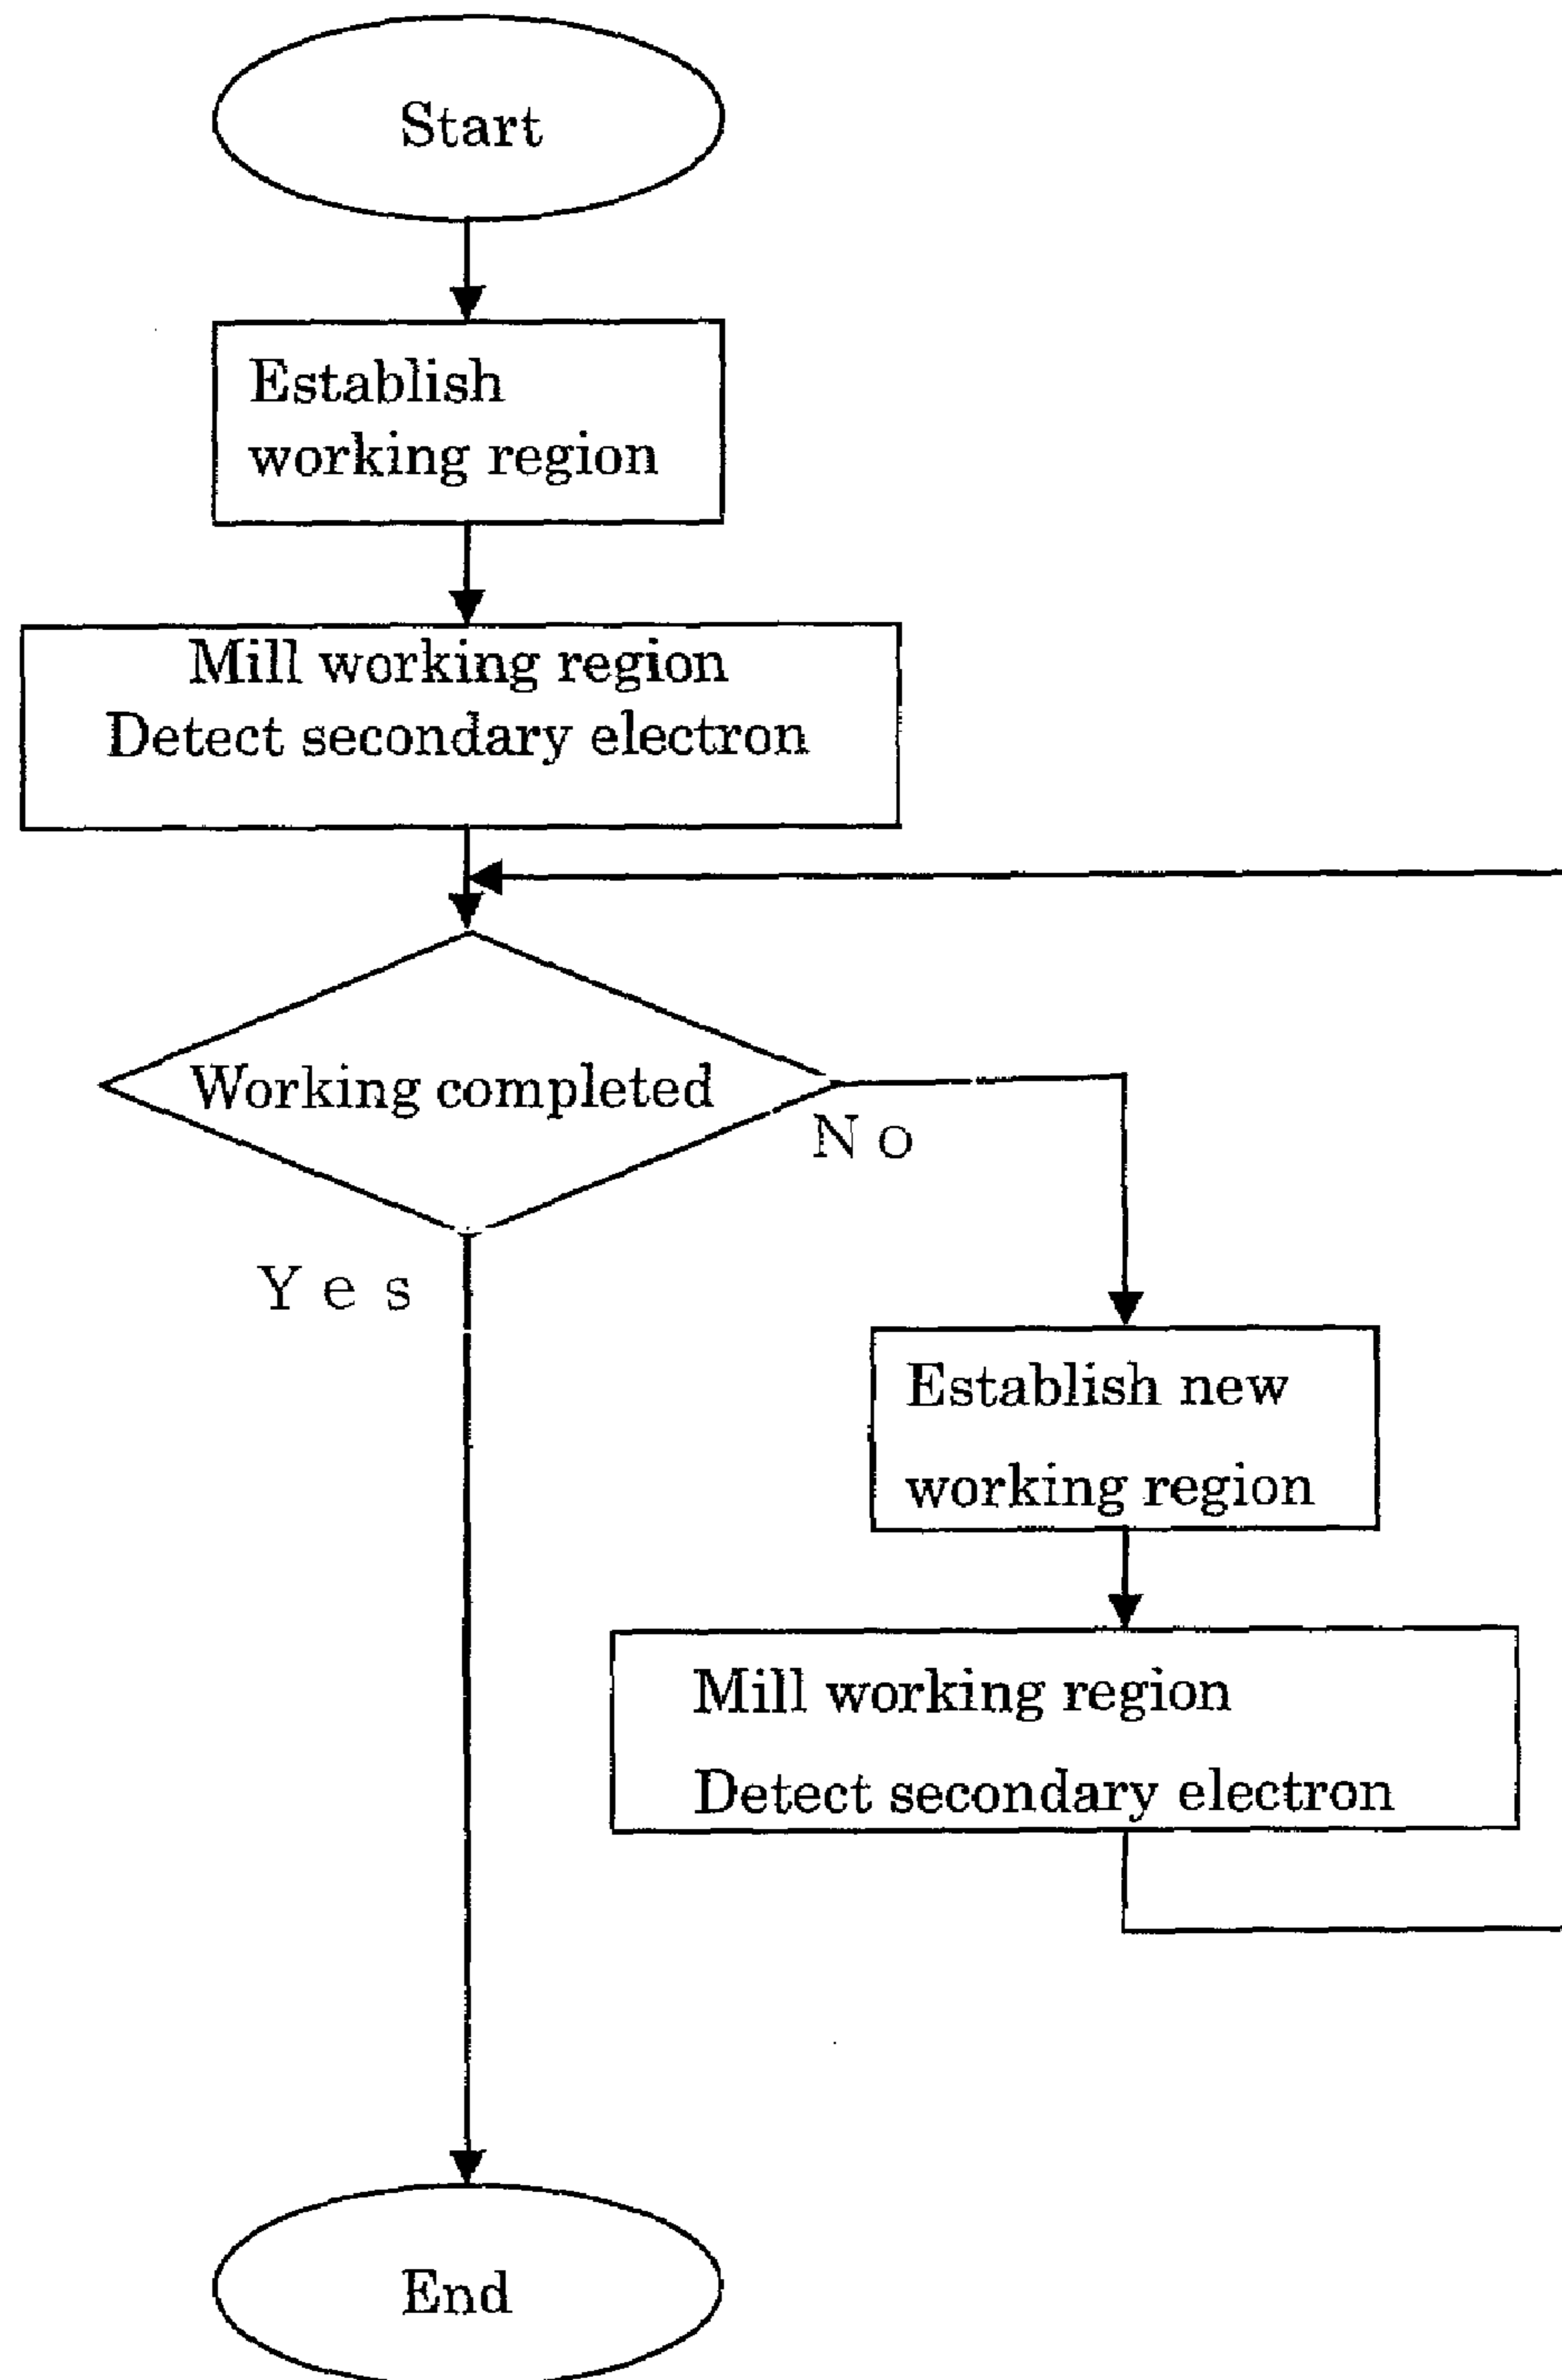 Start
Establish
working region
Mill working region
Detect secondary electron
Working completed
No
Yes
Establish new
working region
Mill working region
Detect secondary electron
End